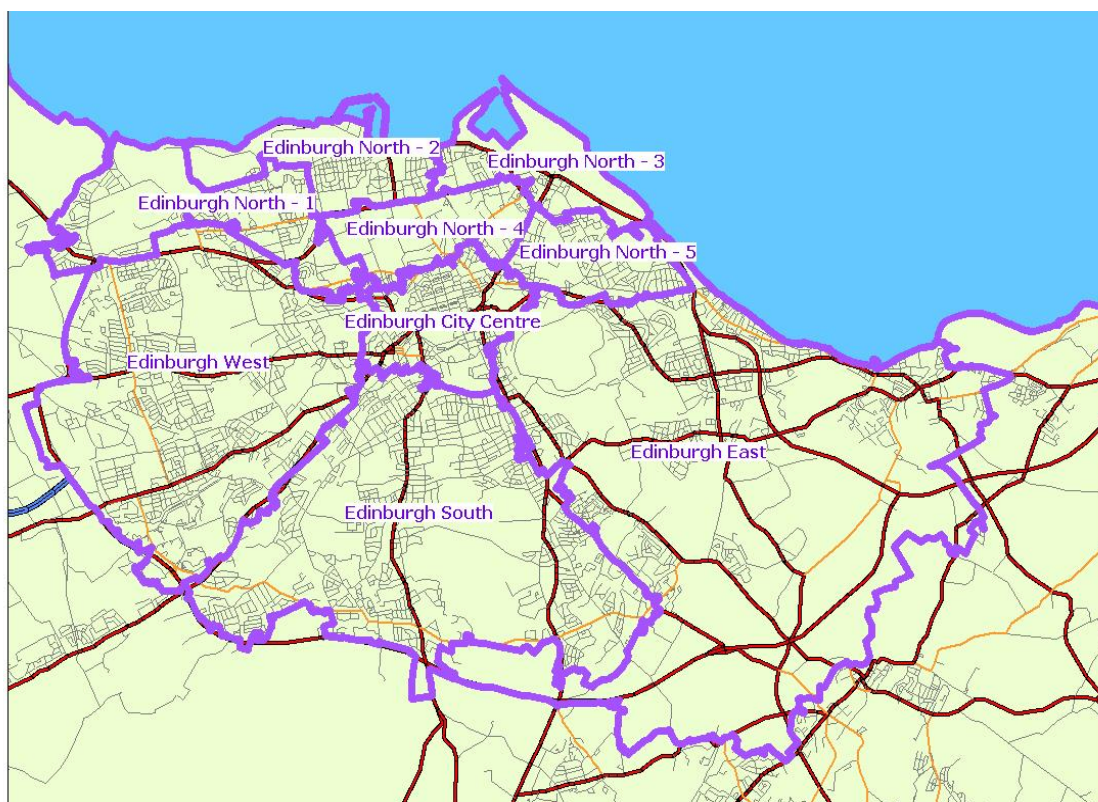 Edinburgh North - 2
Edinburgh North - 3
Edinburgh North - 1
Edinburgh North - 4
Edinburgh North - 5
Edinburgh City Centre
Edinburgh West
Edinburgh East
Edinburgh South